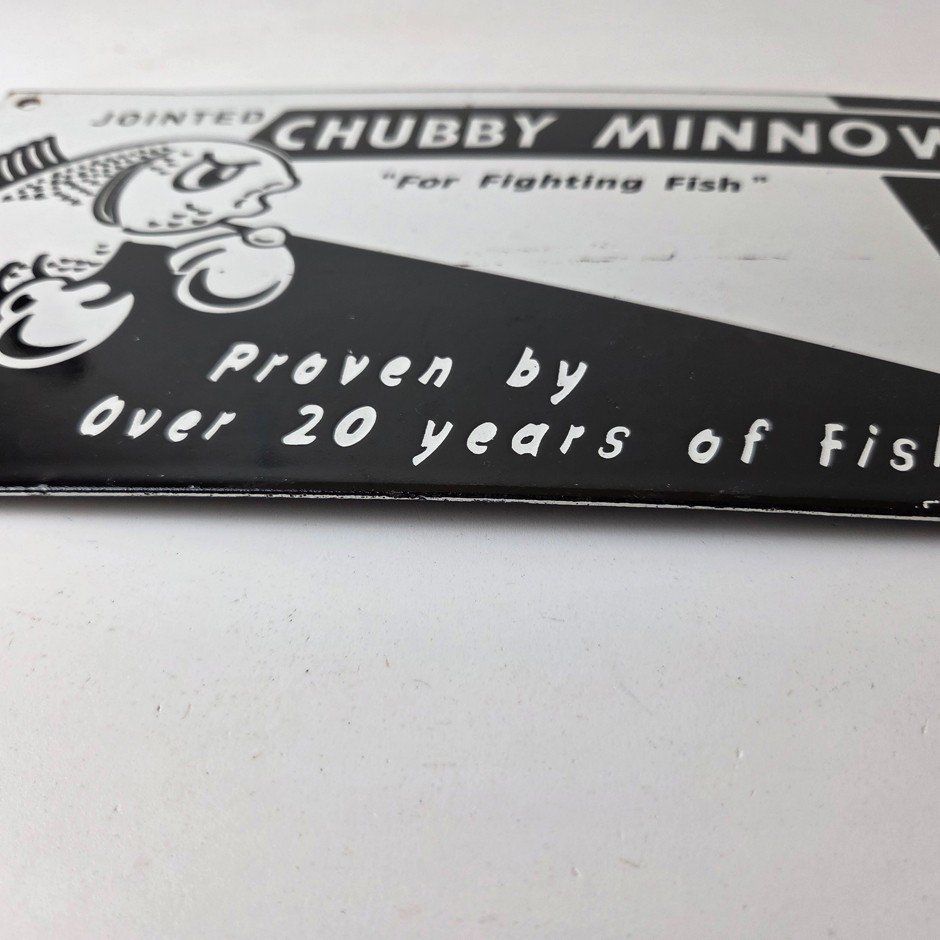 JOINTED
CHUBBY MINNOW
"For Fighting Fish"
Proven by
Over 20 years of Fish